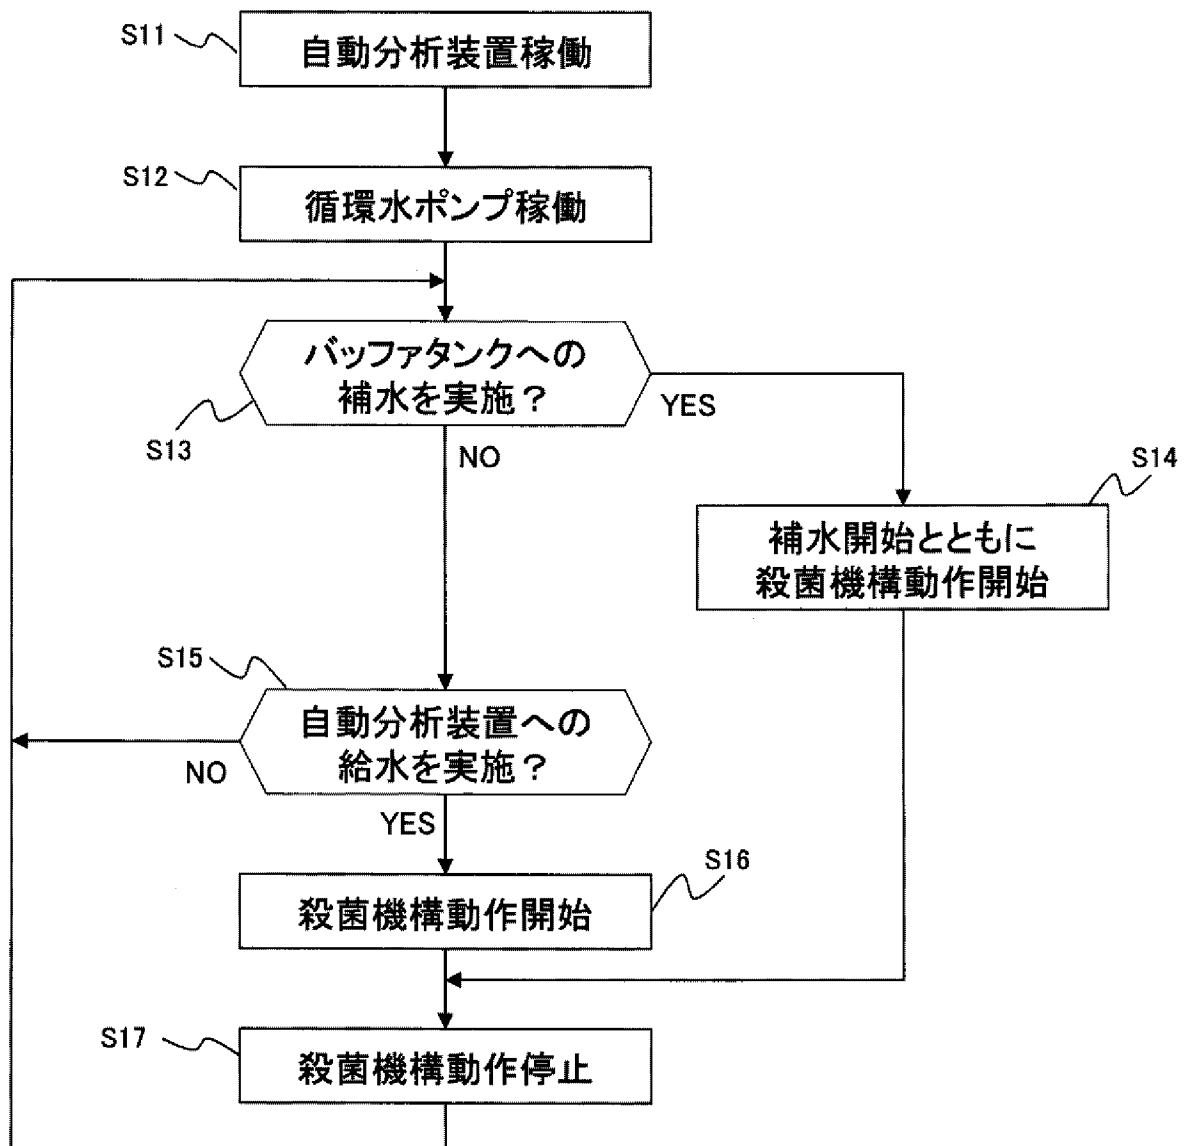 S11
自動分析装置稼働
S12
循環水ポンプ稼働
バッファタンクへの
補水を実施？
YES
S13
NO
S14
補水開始とともに
殺菌機構動作開始
S15
自動分析装置への
給水を実施？
NO
YES
S16
殺菌機構動作開始
S17
殺菌機構動作停止